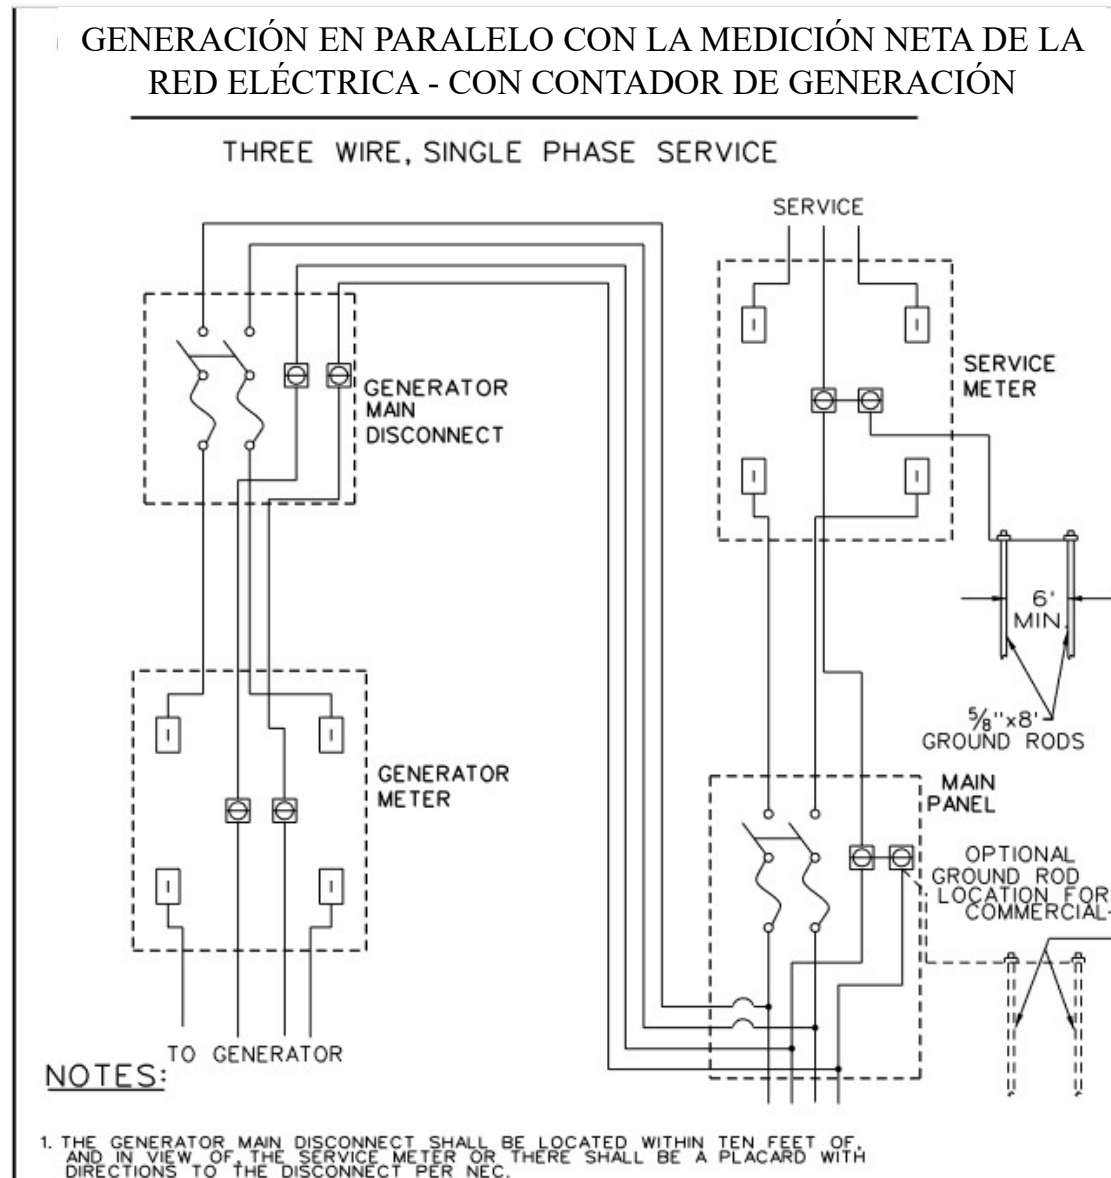 GENERACIÓN EN PARALELO CON LA MEDICIÓN NETA DE LA
RED ELÉCTRICA - CON CONTADOR DE GENERACIÓN
THREE WIRE, SINGLE PHASE SERVICE
SERVICE
SERVICE
METER
GENERATOR
MAIN
DISCONNECT
6'
MIN.
5/8"x8'
GROUND RODS
GENERATOR
METER
MAIN
PANEL
OPTIONAL
GROUND ROD
LOCATION FOR
COMMERCIAL
TO GENERATOR
NOTES:
1. THE GENERATOR MAIN DISCONNECT SHALL BE LOCATED WITHIN TEN FEET OF,
AND IN VIEW OF, THE SERVICE METER OR THERE SHALL BE A PLACARD WITH
DIRECTIONS TO THE DISCONNECT PER NEC.